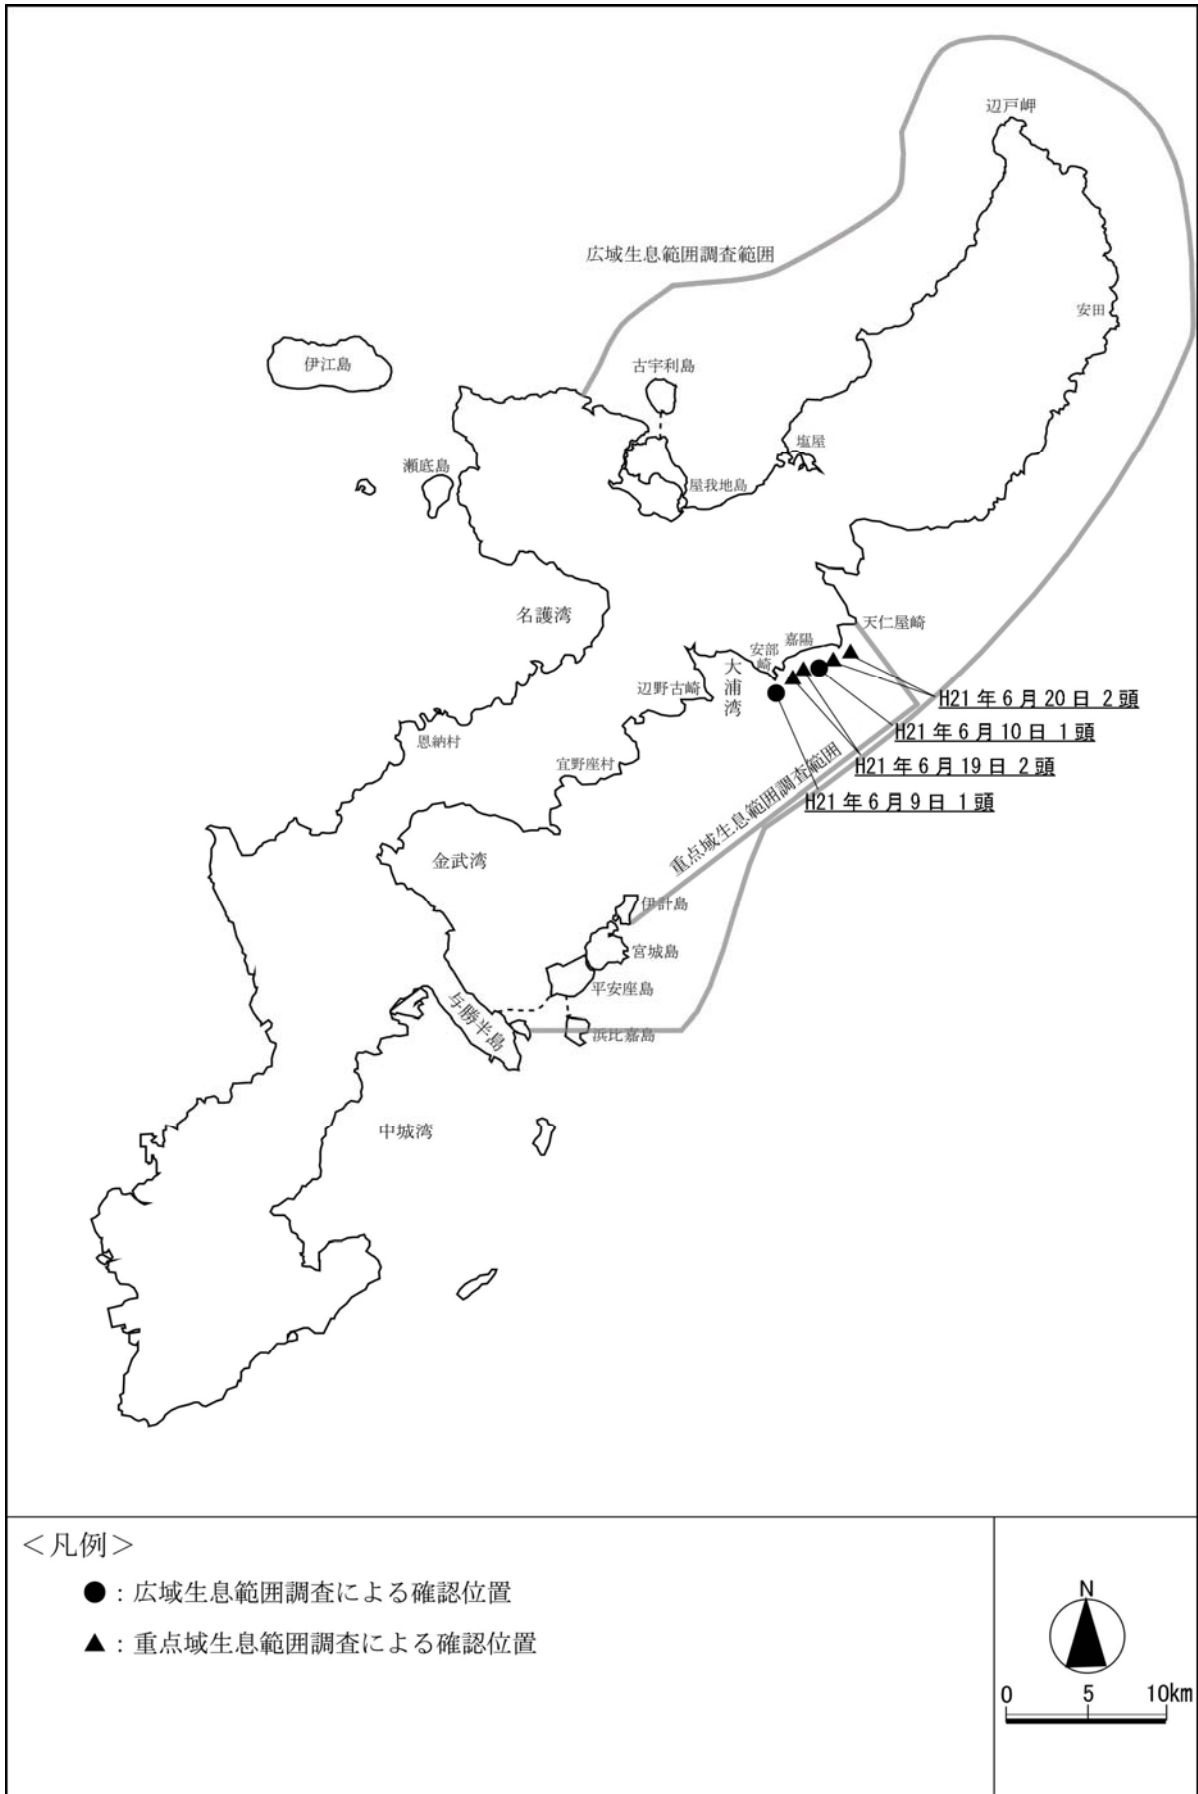 辺戸岬
広域生息範囲調査範囲
安田
伊江島
古宇利島
塩屋
瀬底島
屋我地島
名護湾
天仁屋崎
嘉陽
安部崎
大浦湾
辺野古崎
H21年6月20日 2頭
H21年6月10日 1頭
H21年6月19日 2頭
H21年6月9日 1頭
恩納村
宜野座村
重点域生息範囲調査範囲
金武湾
伊計島
宮城島
平安座島
与勝半島
浜比嘉島
中城湾
＜凡例＞
●：広域生息範囲調査による確認位置
▲：重点域生息範囲調査による確認位置
N
0 5 10km